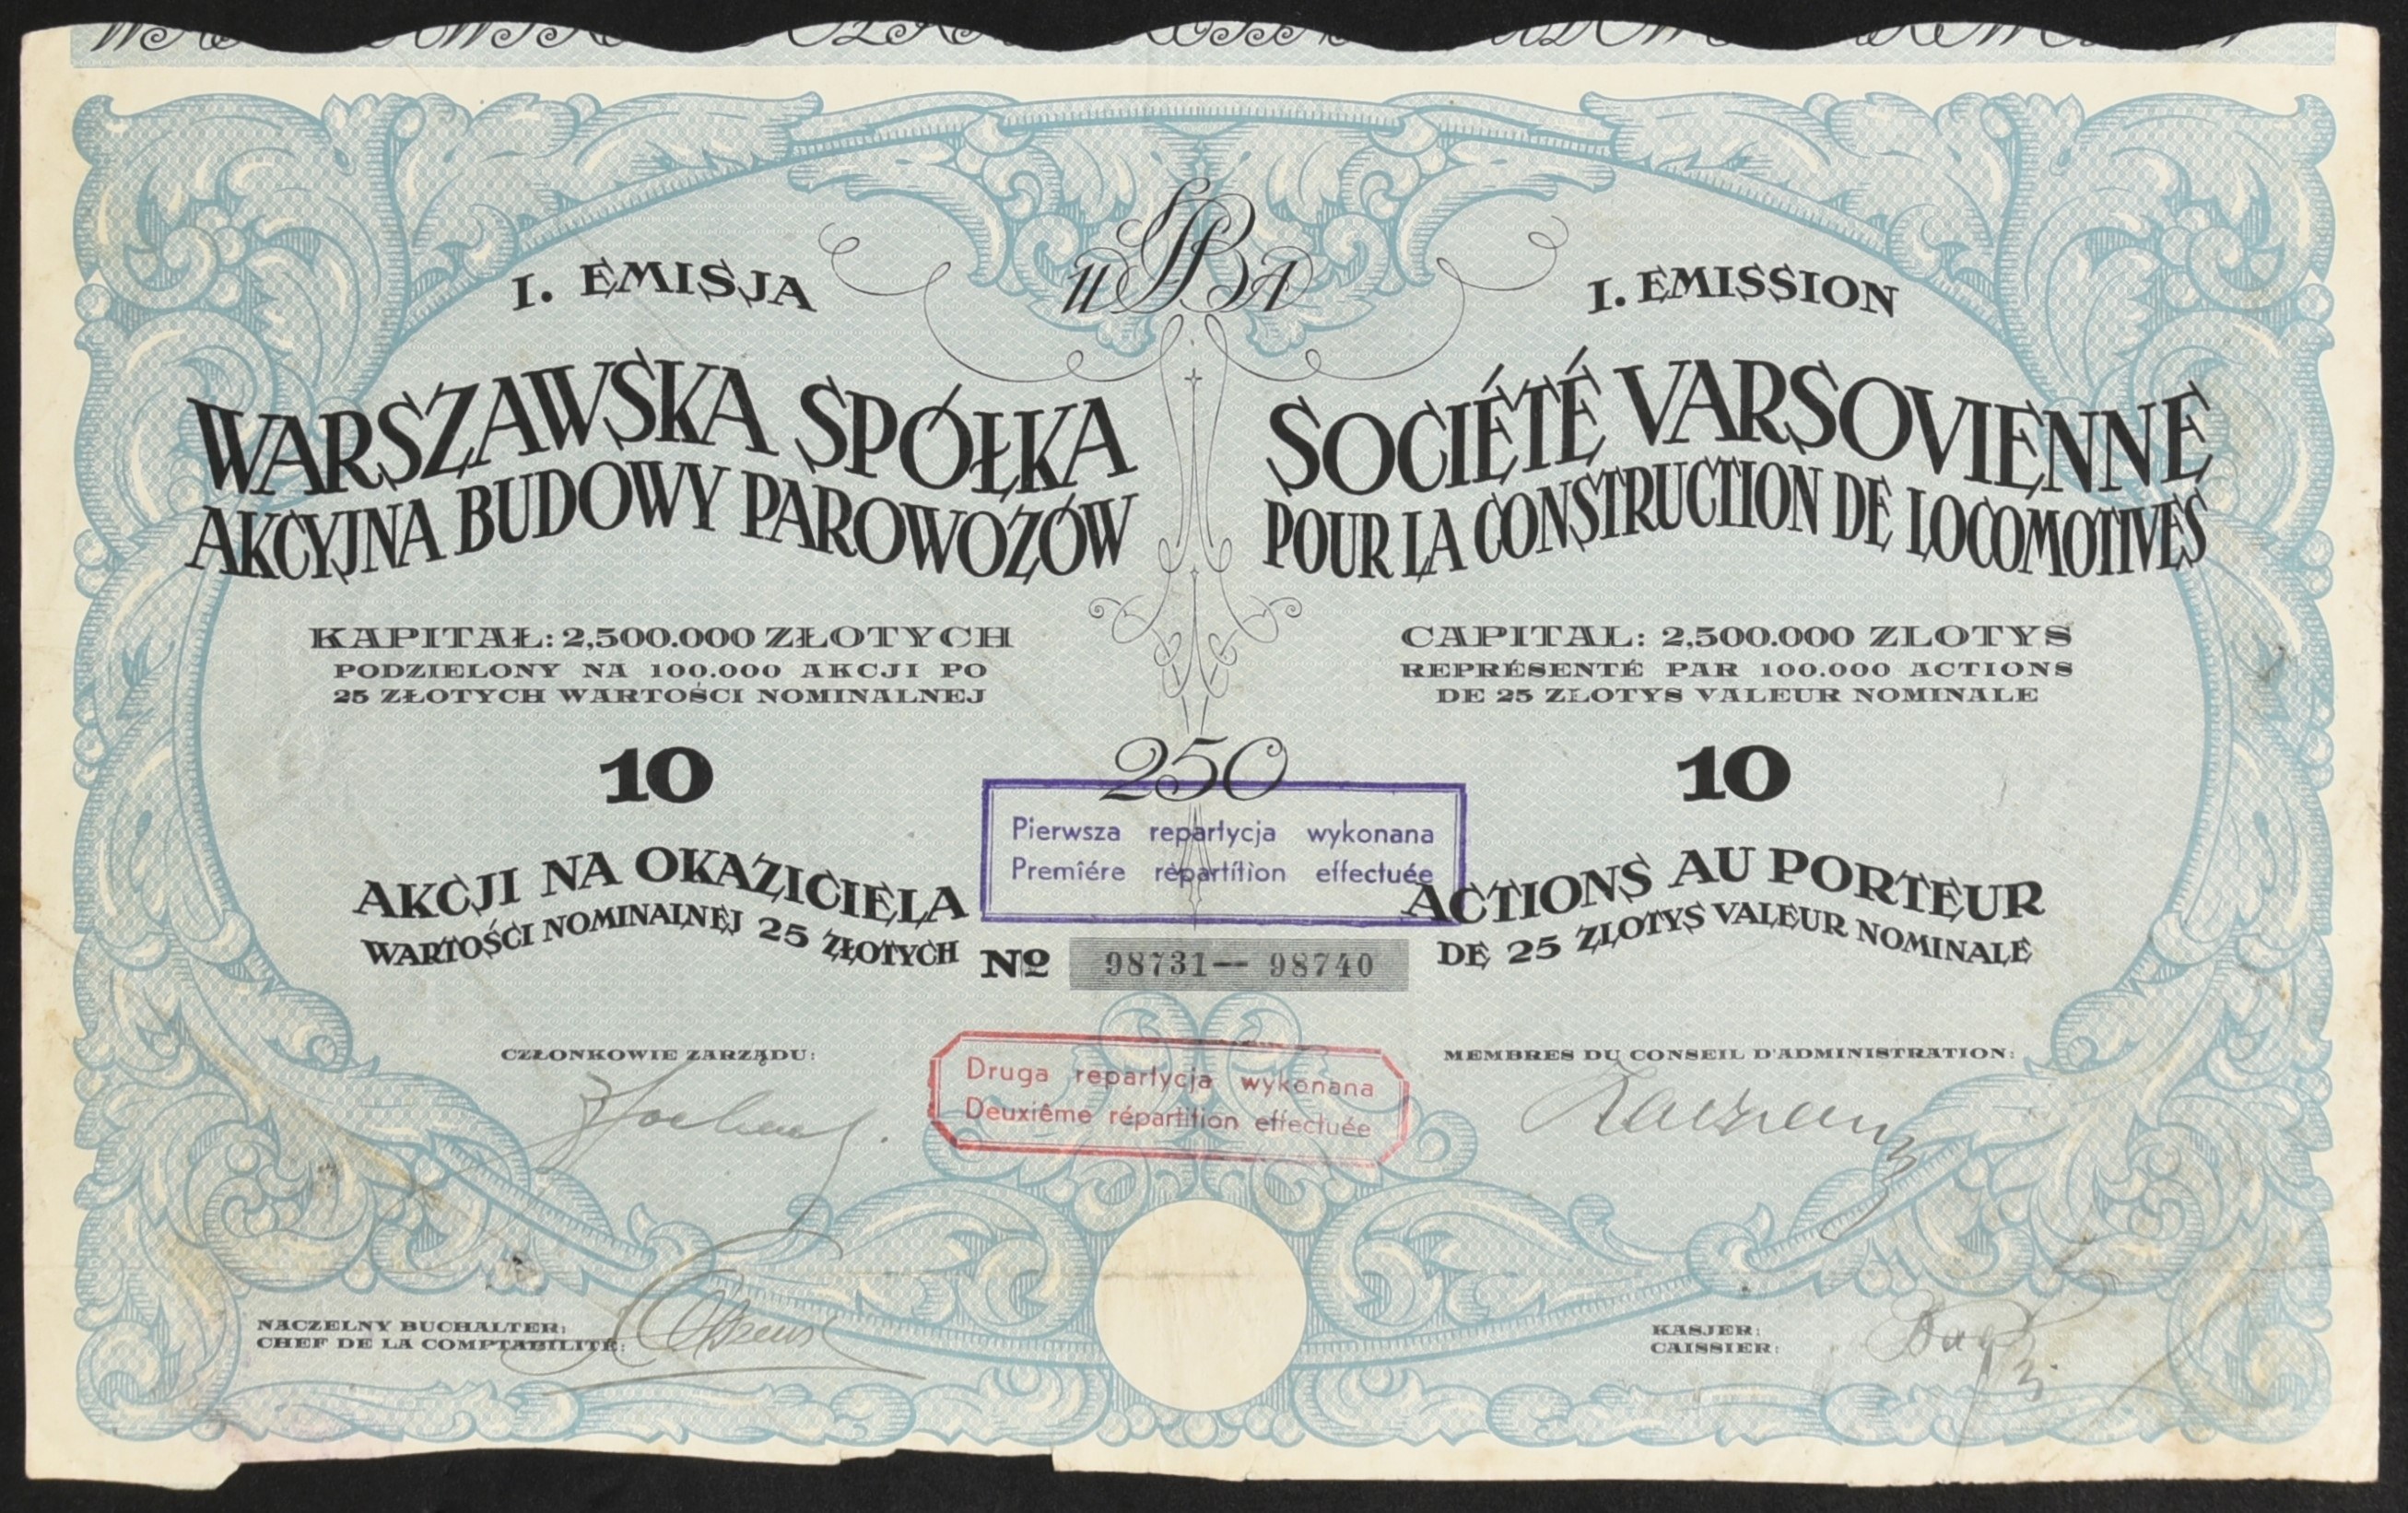 I. EMISJA
WARSZAWSKA SPÓŁKA
AKCYJNA BUDOWY PAROWOZÓW
KAPITAŁ: 2,500.000 ZŁOTYCH
PODZIELONY NA 100.000 AKCJI PO
25 ZŁOTYCH WARTOŚCI NOMINALNEJ
10
AKCJI NA OKAZICIELA
WARTOŚCI NOMINALNEJ 25 ZŁOTYCH
I. EMISSION
SOCIÉTÉ VARSOVIENNE
POUR LA CONSTRUCTION DE LOCOMOTIVES
CAPITAL: 2,500.000 ZLOTYS
REPRÉSENTÉ PAR 100.000 ACTIONS
DE 25 ZLOTYS VALEUR NOMINALE
10
ACTIONS AU PORTEUR
DE 25 ZLOTYS VALEUR NOMINALE
250
Pierwsza repartycja wykonana
Premîére répartítìon effectuée
Nº 98731— 98740
Druga repartycja wykonana
Deuxiême répartition effectuée
CZŁONKOWIE ZARZĄDU:
MEMBRES DU CONSEIL D'ADMINISTRATION:
NACZELNY BUCHALTER:
CHEF DE LA COMPTABILITÉ:
KASJER:
CAISSIER: